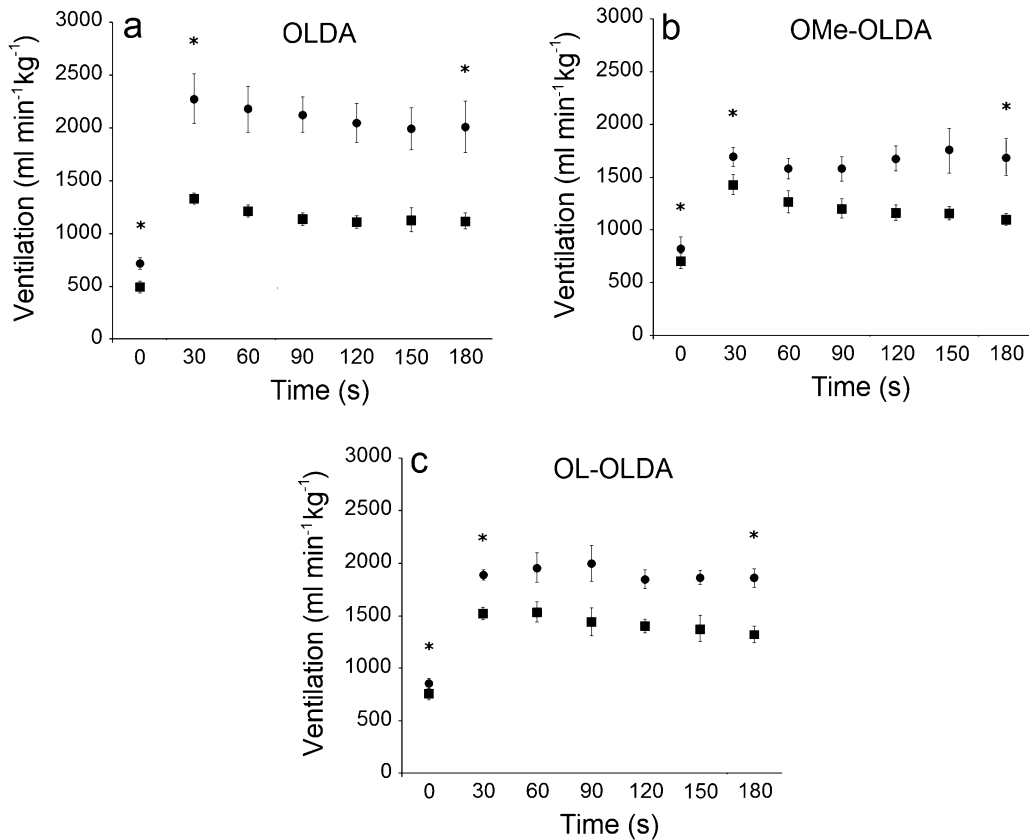 a
OLDA
3000
2500
2000
1500
1000
500
0
Ventilation (ml min-1kg-1)
* * *
0 30 60 90 120 150 180
Time (s)
b
OMe-OLDA
3000
2500
2000
1500
1000
500
0
Ventilation (ml min-1kg-1)
* * *
0 30 60 90 120 150 180
Time (s)
c
OL-OLDA
3000
2500
2000
1500
1000
500
0
Ventilation (ml min-1kg-1)
* * *
0 30 60 90 120 150 180
Time (s)